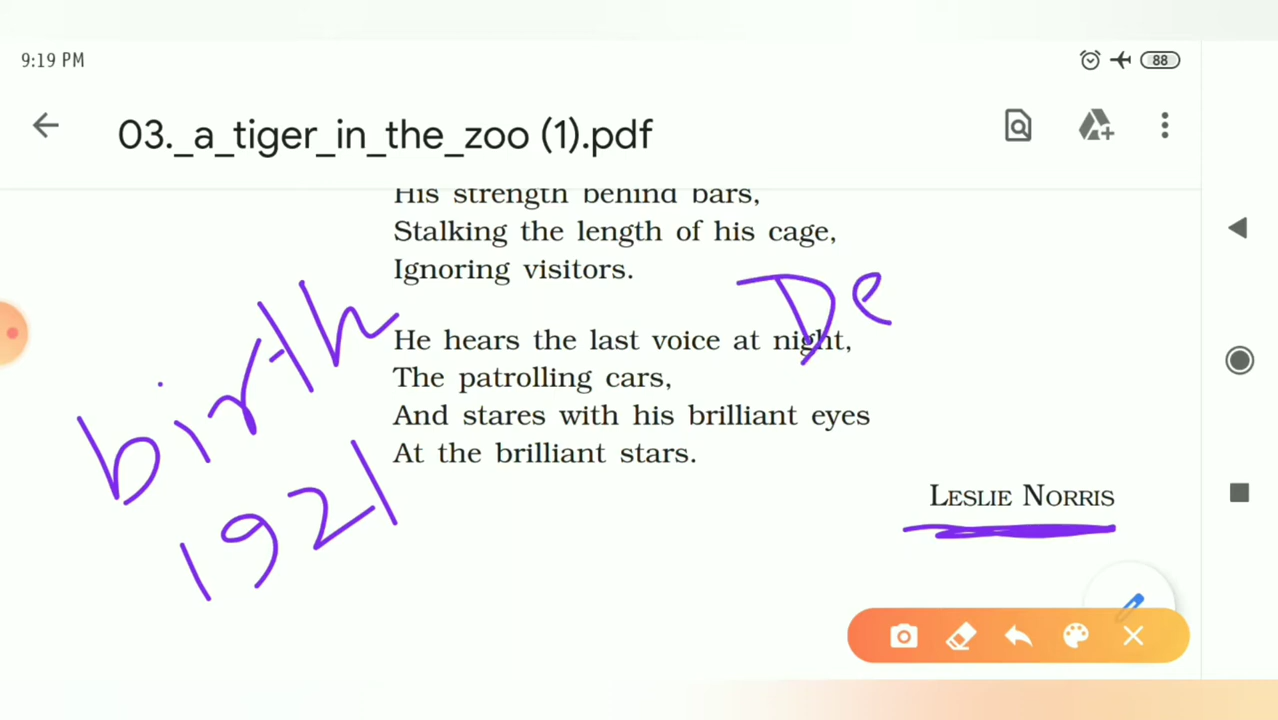 9:19 PM
88
03._a_tiger_in_the_zoo (1).pdf
His strength behind bars,
Stalking the length of his cage,
Ignoring visitors.
De
birth
He hears the last voice at night,
The patrolling cars,
And stares with his brilliant eyes
At the brilliant stars.
1921
LESLIE NORRIS